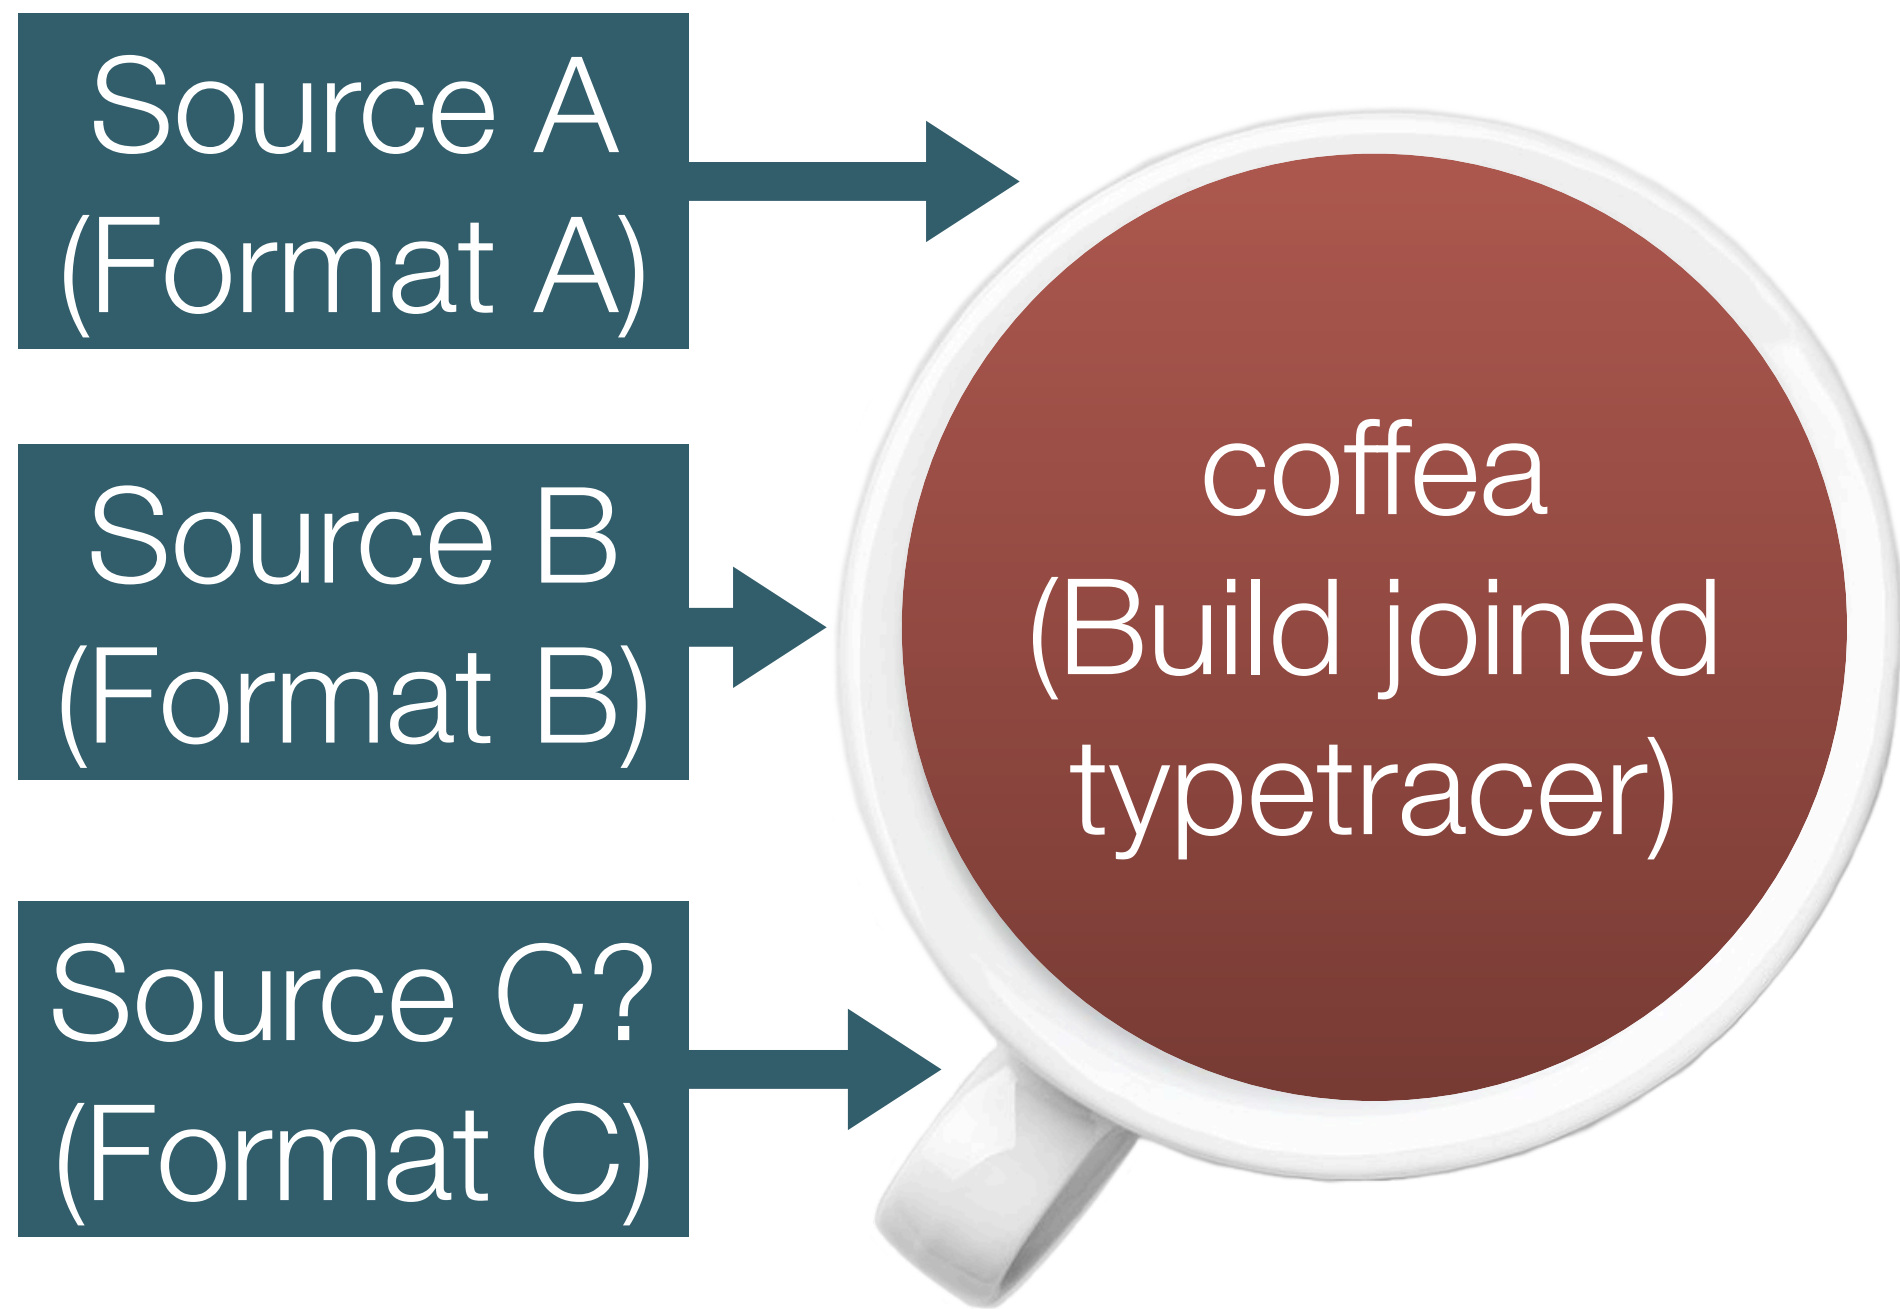 Source A
(Format A)
Source B
(Format B)
Source C?
(Format C)
coffea
(Build joined
typetracer)